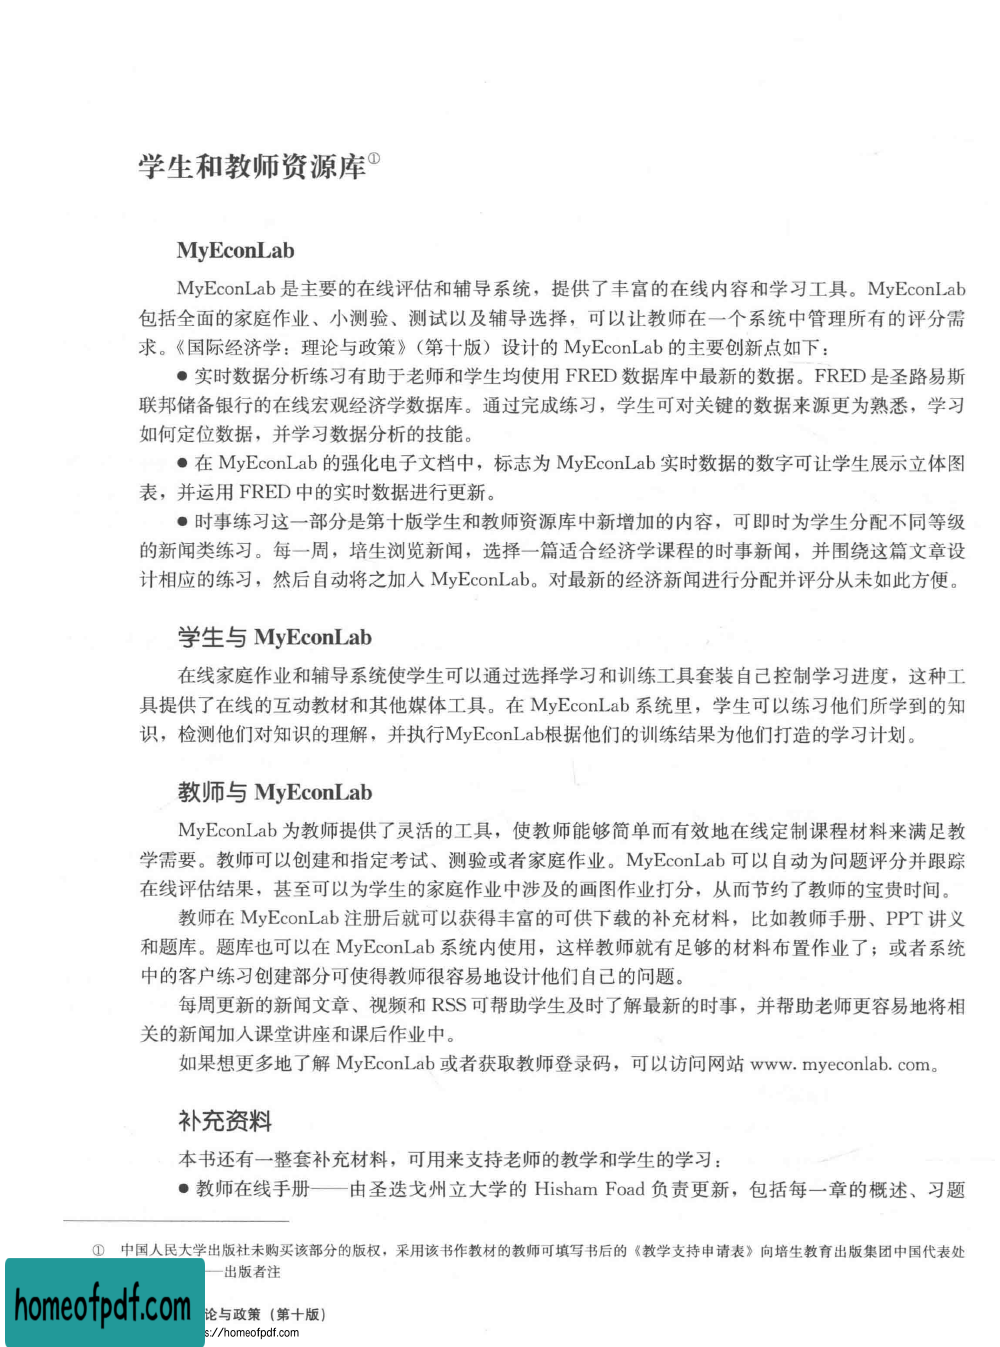 学生和教师资源库①
MyEconLab
MyEconLab 是主要的在线评估和辅导系统，提供了丰富的在线内容和学习工具。MyEconLab
包括全面的家庭作业、小测验、测试以及辅导选择，可以让教师在一个系统中管理所有的评分需
求。《国际经济学：理论与政策》（第十版）设计的 MyEconLab 的主要创新点如下：
● 实时数据分析练习有助于老师和学生均使用 FRED 数据库中最新的数据。FRED 是圣路易斯
联邦储备银行的在线宏观经济学数据库。通过完成练习，学生可对关键的数据来源更为熟悉，学习
如何定位数据，并学习数据分析的技能。
● 在 MyEconLab 的强化电子文档中，标志为 MyEconLab 实时数据的数字可让学生展示立体图
表，并运用 FRED 中的实时数据进行更新。
● 时事练习这一部分是第十版学生和教师资源库中新增加的内容，可即时为学生分配不同等级
的新闻类练习。每一周，培生浏览新闻，选择一篇适合经济学课程的时事新闻，并围绕这篇文章设
计相应的练习，然后自动将之加入 MyEconLab。对最新的经济新闻进行分配并评分从未如此方便。
学生与 MyEconLab
在线家庭作业和辅导系统使学生可以通过选择学习和训练工具套装自己控制学习进度，这种工
具提供了在线的互动教材和其他媒体工具。在 MyEconLab 系统里，学生可以练习他们所学到的知
识，检测他们对知识的理解，并执行MyEconLab根据他们的训练结果为他们打造的学习计划。
教师与 MyEconLab
MyEconLab 为教师提供了灵活的工具，使教师能够简单而有效地在线定制课程材料来满足教
学需要。教师可以创建和指定考试、测验或者家庭作业。MyEconLab 可以自动为问题评分并跟踪
在线评估结果，甚至可以为学生的家庭作业中涉及的画图作业打分，从而节约了教师的宝贵时间。
教师在 MyEconLab 注册后就可以获得丰富的可供下载的补充材料，比如教师手册、PPT 讲义
和题库。题库也可以在 MyEconLab 系统内使用，这样教师就有足够的材料布置作业了；或者系统
中的客户练习创建部分可使得教师很容易地设计他们自己的问题。
每周更新的新闻文章、视频和 RSS 可帮助学生及时了解最新的时事，并帮助老师更容易地将相
关的新闻加入课堂讲座和课后作业中。
如果想更多地了解 MyEconLab 或者获取教师登录码，可以访问网站 www. myeconlab. com。
补充资料
本书还有一整套补充材料，可用来支持老师的教学和学生的学习：
● 教师在线手册——由圣迭戈州立大学的 Hisham Foad 负责更新，包括每一章的概述、习题
① 中国人民大学出版社未购买该部分的版权，采用该书作教材的教师可填写书后的《教学支持申请表》向培生教育出版集团中国代表处
——出版者注
homeofpdf.com
论与政策（第十版）
s://homeofpdf.com